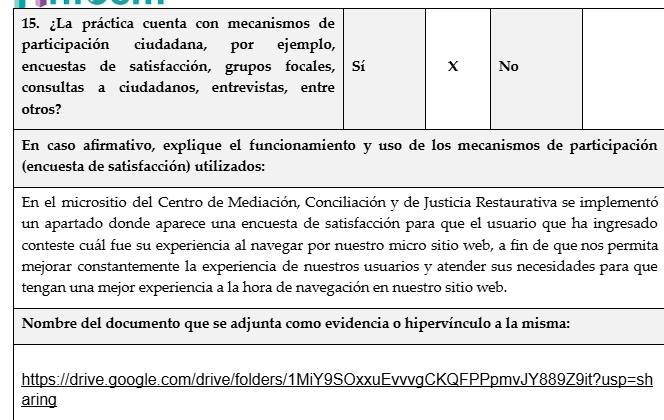 15. ¿La práctica cuenta con mecanismos de
participación ciudadana, por ejemplo,
encuestas de satisfacción, grupos focales,
consultas a ciudadanos, entrevistas, entre
otros?
Sí
X
No
En caso afirmativo, explique el funcionamiento y uso de los mecanismos de participación
(encuesta de satisfacción) utilizados:
En el micrositio del Centro de Mediación, Conciliación y de Justicia Restaurativa se implementó
un apartado donde aparece una encuesta de satisfacción para que el usuario que ha ingresado
conteste cuál fue su experiencia al navegar por nuestro micro sitio web, a fin de que nos permita
mejorar constantemente la experiencia de nuestros usuarios y atender sus necesidades para que
tengan una mejor experiencia a la hora de navegación en nuestro sitio web.
Nombre del documento que se adjunta como evidencia o hipervínculo a la misma:
https://drive.google.com/drive/folders/1MiY9SOxxuEvvvgCKQFPPpmvJY889Z9it?usp=sh
aring